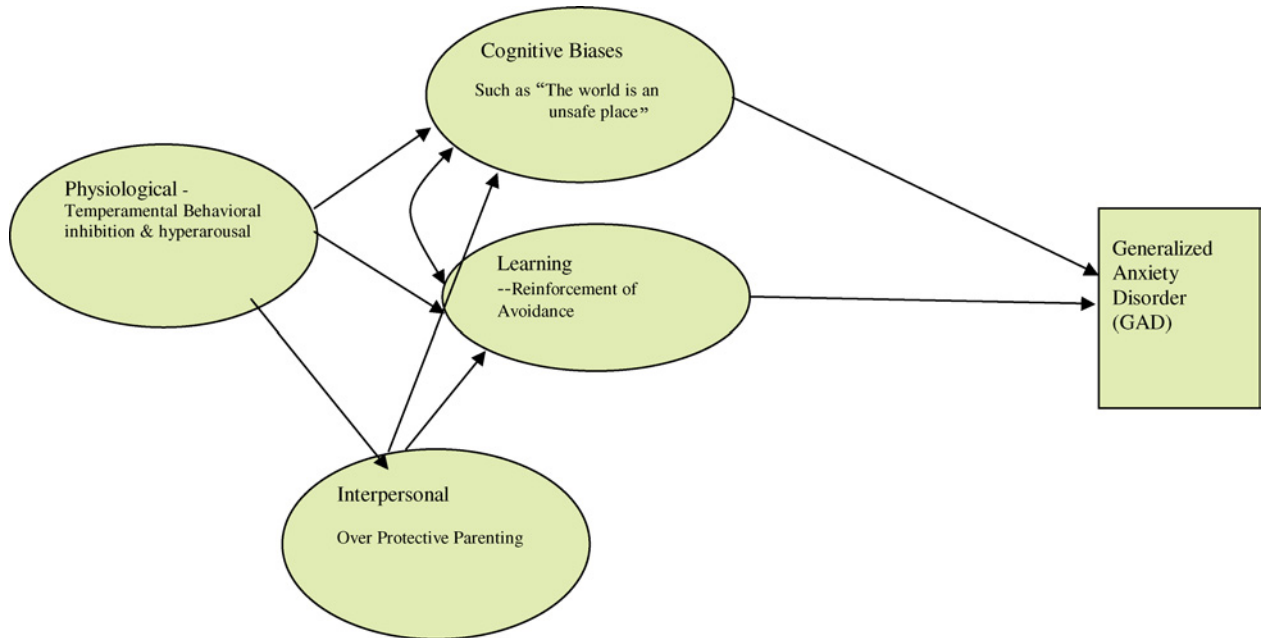 Cognitive Biases
Such as “The world is an
unsafe place”
Physiological -
Temperamental Behavioral
inhibition & hyperarousal
Learning
--Reinforcement of
Avoidance
Generalized
Anxiety
Disorder
(GAD)
Interpersonal
Over Protective Parenting